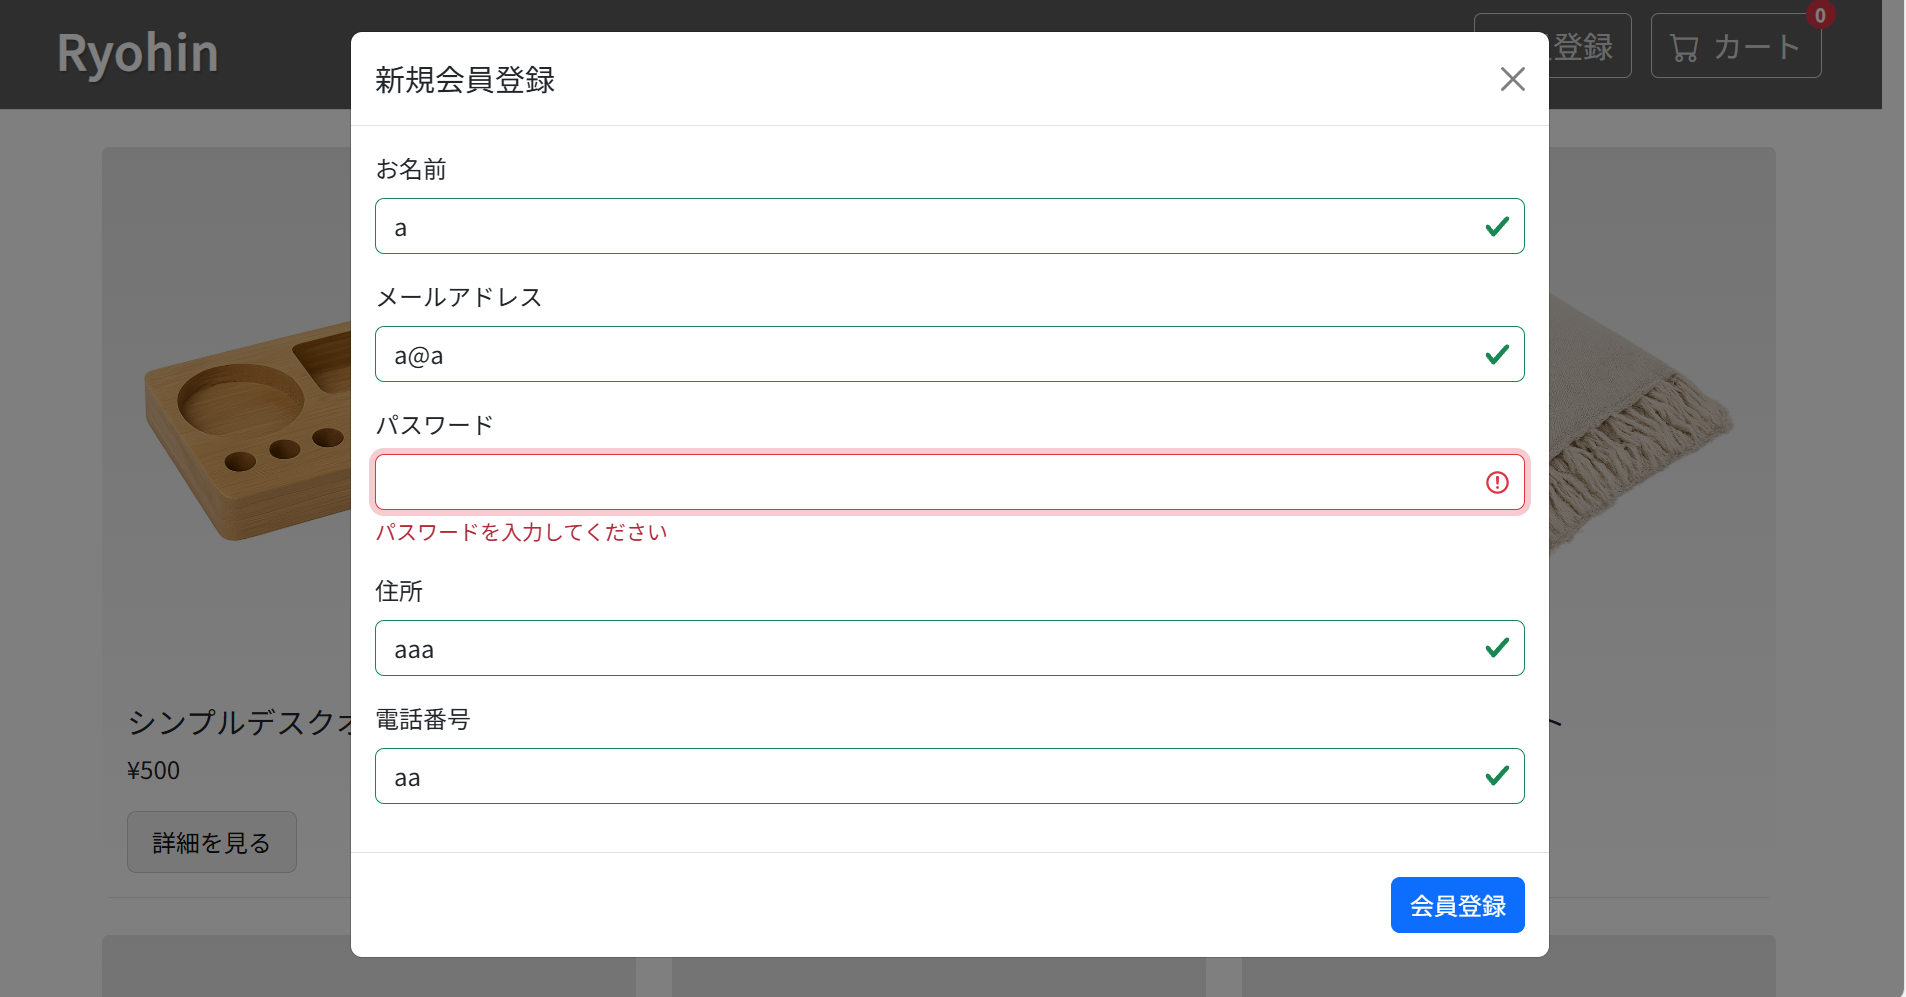 Ryohin
登録
カート
0
新規会員登録
お名前
a
メールアドレス
a@a
パスワード
パスワードを入力してください
住所
aaa
電話番号
aa
会員登録
シンプルデスク
¥500
詳細を見る